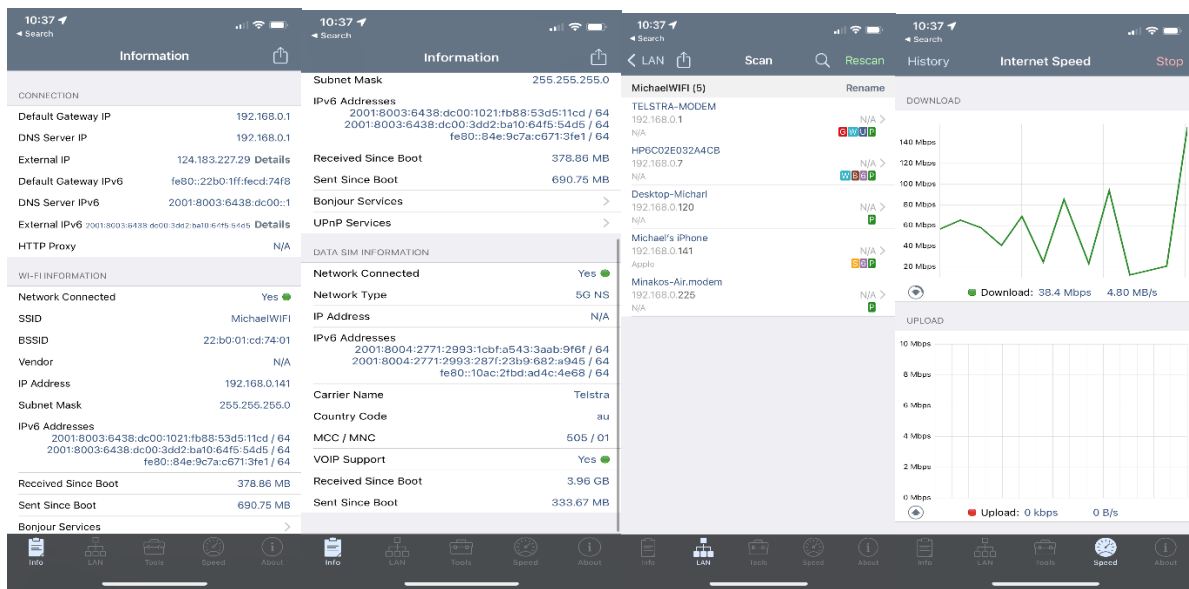 10:37
◀ Search
Information
CONNECTION
Default Gateway IP 192.168.0.1
DNS Server IP 192.168.0.1
External IP 124.183.227.29 Details
Default Gateway IPv6 fe80::22b0:1ff:fecd:74f8
DNS Server IPv6 2001:8003:6438:dc00::1
External IPv6 2001:8003:6438:dc00:3dd2:ba10:64f5:54d5 Details
HTTP Proxy N/A
WI-FI INFORMATION
Network Connected Yes
SSID MichaelWIFI
BSSID 22:b0:01:cd:74:01
Vendor N/A
IP Address 192.168.0.141
Subnet Mask 255.255.255.0
IPv6 Addresses
2001:8003:6438:dc00:1021:fb88:53d5:11cd / 64
2001:8003:6438:dc00:3dd2:ba10:64f5:54d5 / 64
fe80::84e:9c7a:c671:3fe1 / 64
Received Since Boot 378.86 MB
Sent Since Boot 690.75 MB
Bonjour Services
Info LAN Tools Speed About
10:37
◀ Search
Information
Subnet Mask 255.255.255.0
IPv6 Addresses
2001:8003:6438:dc00:1021:fb88:53d5:11cd / 64
2001:8003:6438:dc00:3dd2:ba10:64f5:54d5 / 64
fe80::84e:9c7a:c671:3fe1 / 64
Received Since Boot 378.86 MB
Sent Since Boot 690.75 MB
Bonjour Services
UPnP Services
DATA SIM INFORMATION
Network Connected Yes
Network Type 5G NS
IP Address N/A
IPv6 Addresses
2001:8004:2771:2993:1cbf:a543:3aab:9f6f / 64
2001:8004:2771:2993:287f:23b9:682:a945 / 64
fe80::10ac:2fbd:ad4c:4e68 / 64
Carrier Name Telstra
Country Code au
MCC / MNC 505 / 01
VOIP Support Yes
Received Since Boot 3.96 GB
Sent Since Boot 333.67 MB
Info LAN Tools Speed About
10:37
◀ Search
LAN Scan Rescan
MichaelWIFI (5) Rename
TELSTRA-MODEM
192.168.0.1 N/A
N/A G W U P
HP6C02E032A4CB
192.168.0.7 N/A
N/A W B 6 P
Desktop-Micharl
192.168.0.120 N/A
N/A P
Michael's iPhone
192.168.0.141 N/A
Apple S 6 P
Minakos-Air.modem
192.168.0.225 N/A
N/A P
Info LAN Tools Speed About
10:37
◀ Search
History Internet Speed Stop
DOWNLOAD
140 Mbps
120 Mbps
100 Mbps
80 Mbps
60 Mbps
40 Mbps
20 Mbps
Download: 38.4 Mbps 4.80 MB/s
UPLOAD
10 Mbps
8 Mbps
6 Mbps
4 Mbps
2 Mbps
0 Mbps
Upload: 0 kbps 0 B/s
Info LAN Tools Speed About